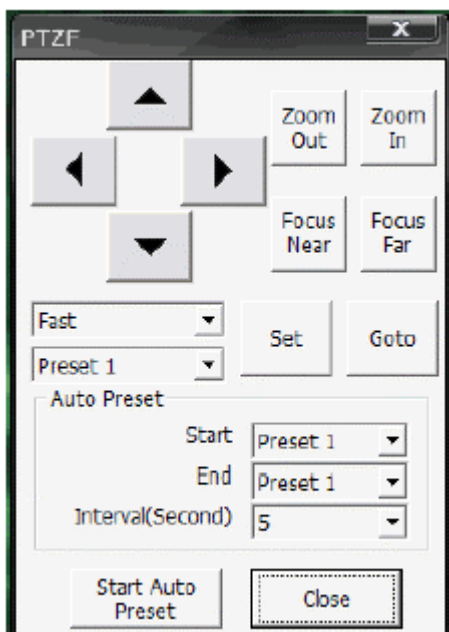 PTZF
X
Zoom Out
Zoom In
Focus Near
Focus Far
Fast
Preset 1
Set
Goto
Auto Preset
Start Preset 1
End Preset 1
Interval(Second) 5
Start Auto Preset
Close